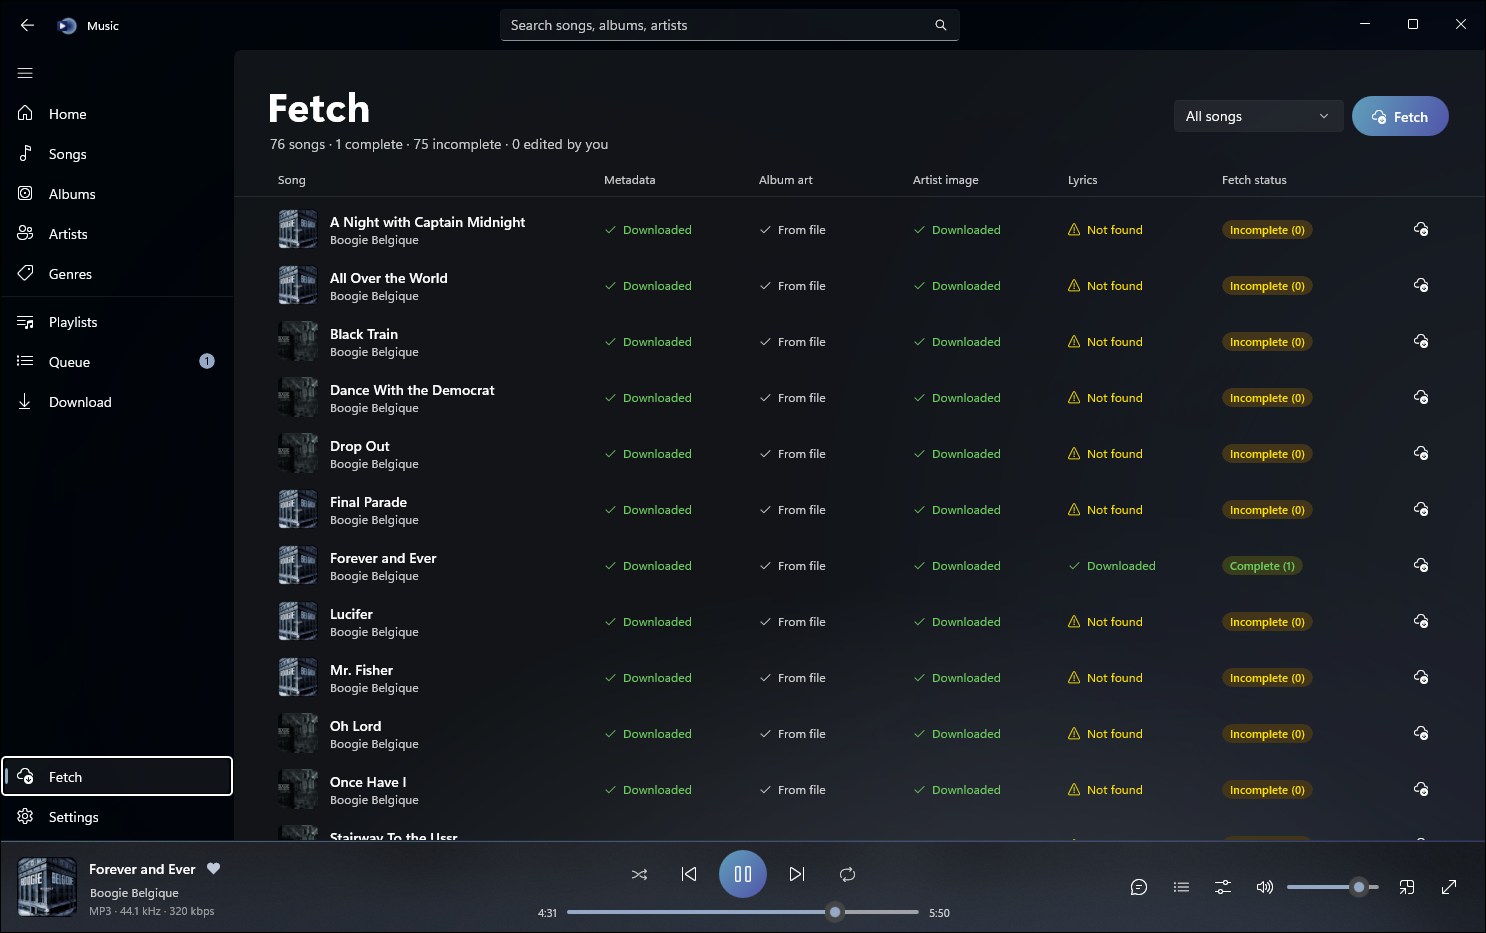 Music
Search songs, albums, artists
Home
Songs
Albums
Artists
Genres
Playlists
Queue 1
Download
Fetch
Settings
Fetch
76 songs · 1 complete · 75 incomplete · 0 edited by you
All songs
Fetch
Song Metadata Album art Artist image Lyrics Fetch status
A Night with Captain Midnight
Boogie Belgique
Downloaded From file Downloaded Not found Incomplete (0)
All Over the World
Boogie Belgique
Downloaded From file Downloaded Not found Incomplete (0)
Black Train
Boogie Belgique
Downloaded From file Downloaded Not found Incomplete (0)
Dance With the Democrat
Boogie Belgique
Downloaded From file Downloaded Not found Incomplete (0)
Drop Out
Boogie Belgique
Downloaded From file Downloaded Not found Incomplete (0)
Final Parade
Boogie Belgique
Downloaded From file Downloaded Not found Incomplete (0)
Forever and Ever
Boogie Belgique
Downloaded From file Downloaded Downloaded Complete (1)
Lucifer
Boogie Belgique
Downloaded From file Downloaded Not found Incomplete (0)
Mr. Fisher
Boogie Belgique
Downloaded From file Downloaded Not found Incomplete (0)
Oh Lord
Boogie Belgique
Downloaded From file Downloaded Not found Incomplete (0)
Once Have I
Boogie Belgique
Downloaded From file Downloaded Not found Incomplete (0)
Stairway To the Ussr
Forever and Ever
Boogie Belgique
MP3 · 44.1 kHz · 320 kbps
4:31
5:50